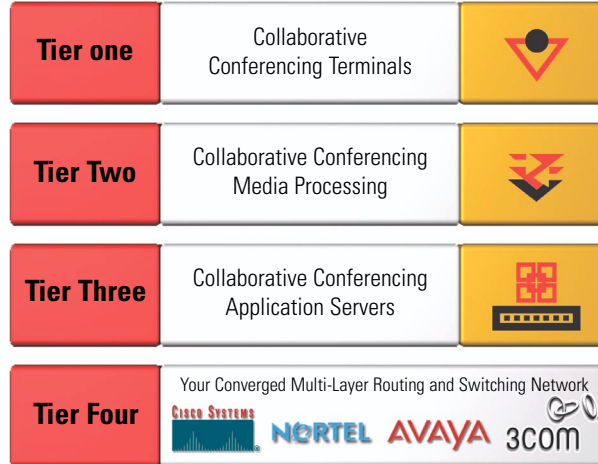 Tier one
Collaborative
Conferencing Terminals
Tier Two
Collaborative Conferencing
Media Processing
Tier Three
Collaborative Conferencing
Application Servers
Tier Four
Your Converged Multi-Layer Routing and Switching Network
CISCO SYSTEMS
NORTEL
AVAYA
3com